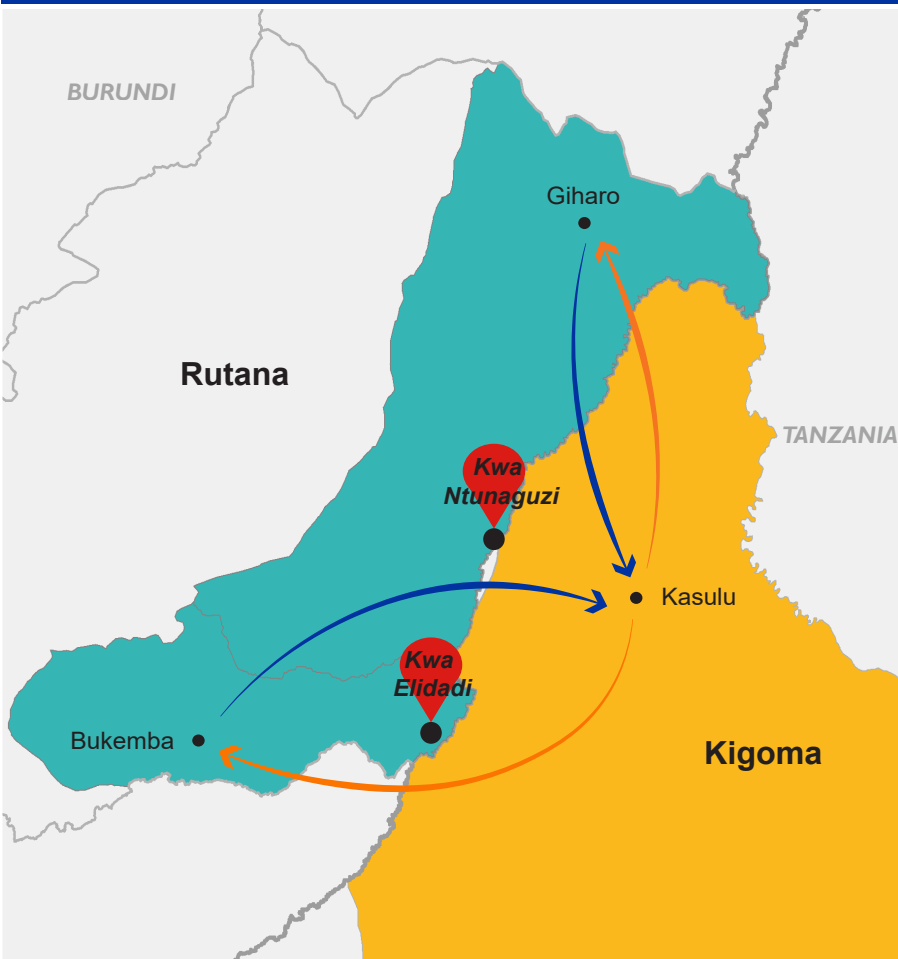 BURUNDI
Giharo
Rutana
TANZANIA
Kwa
Ntunaguzi
Kasulu
Kwa
Elidadi
Bukemba
Kigoma